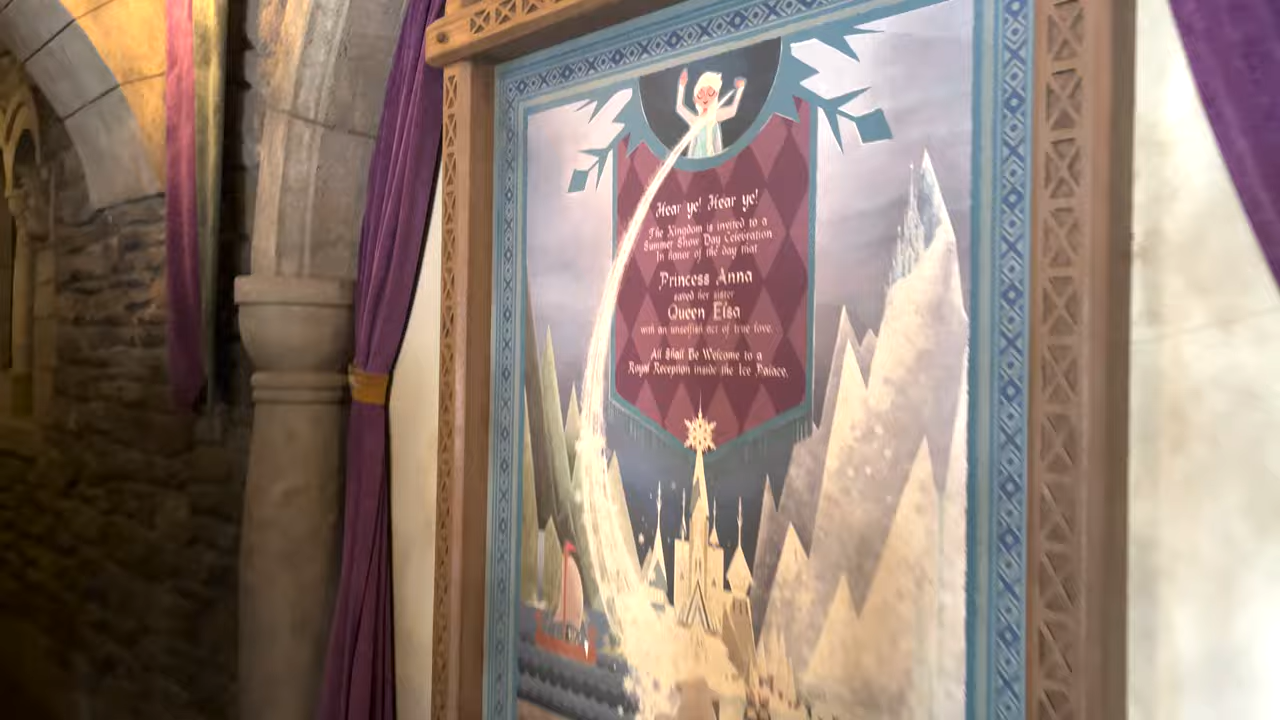 Hear ye! Hear ye!
The Kingdom is invited to a
Summer Snow Day Celebration
In honor of the day that
Princess Anna
saved her sister
Queen Elsa
with an unselfish act of true love.
All Shall Be Welcome to a
Royal Reception inside the Ice Palace.